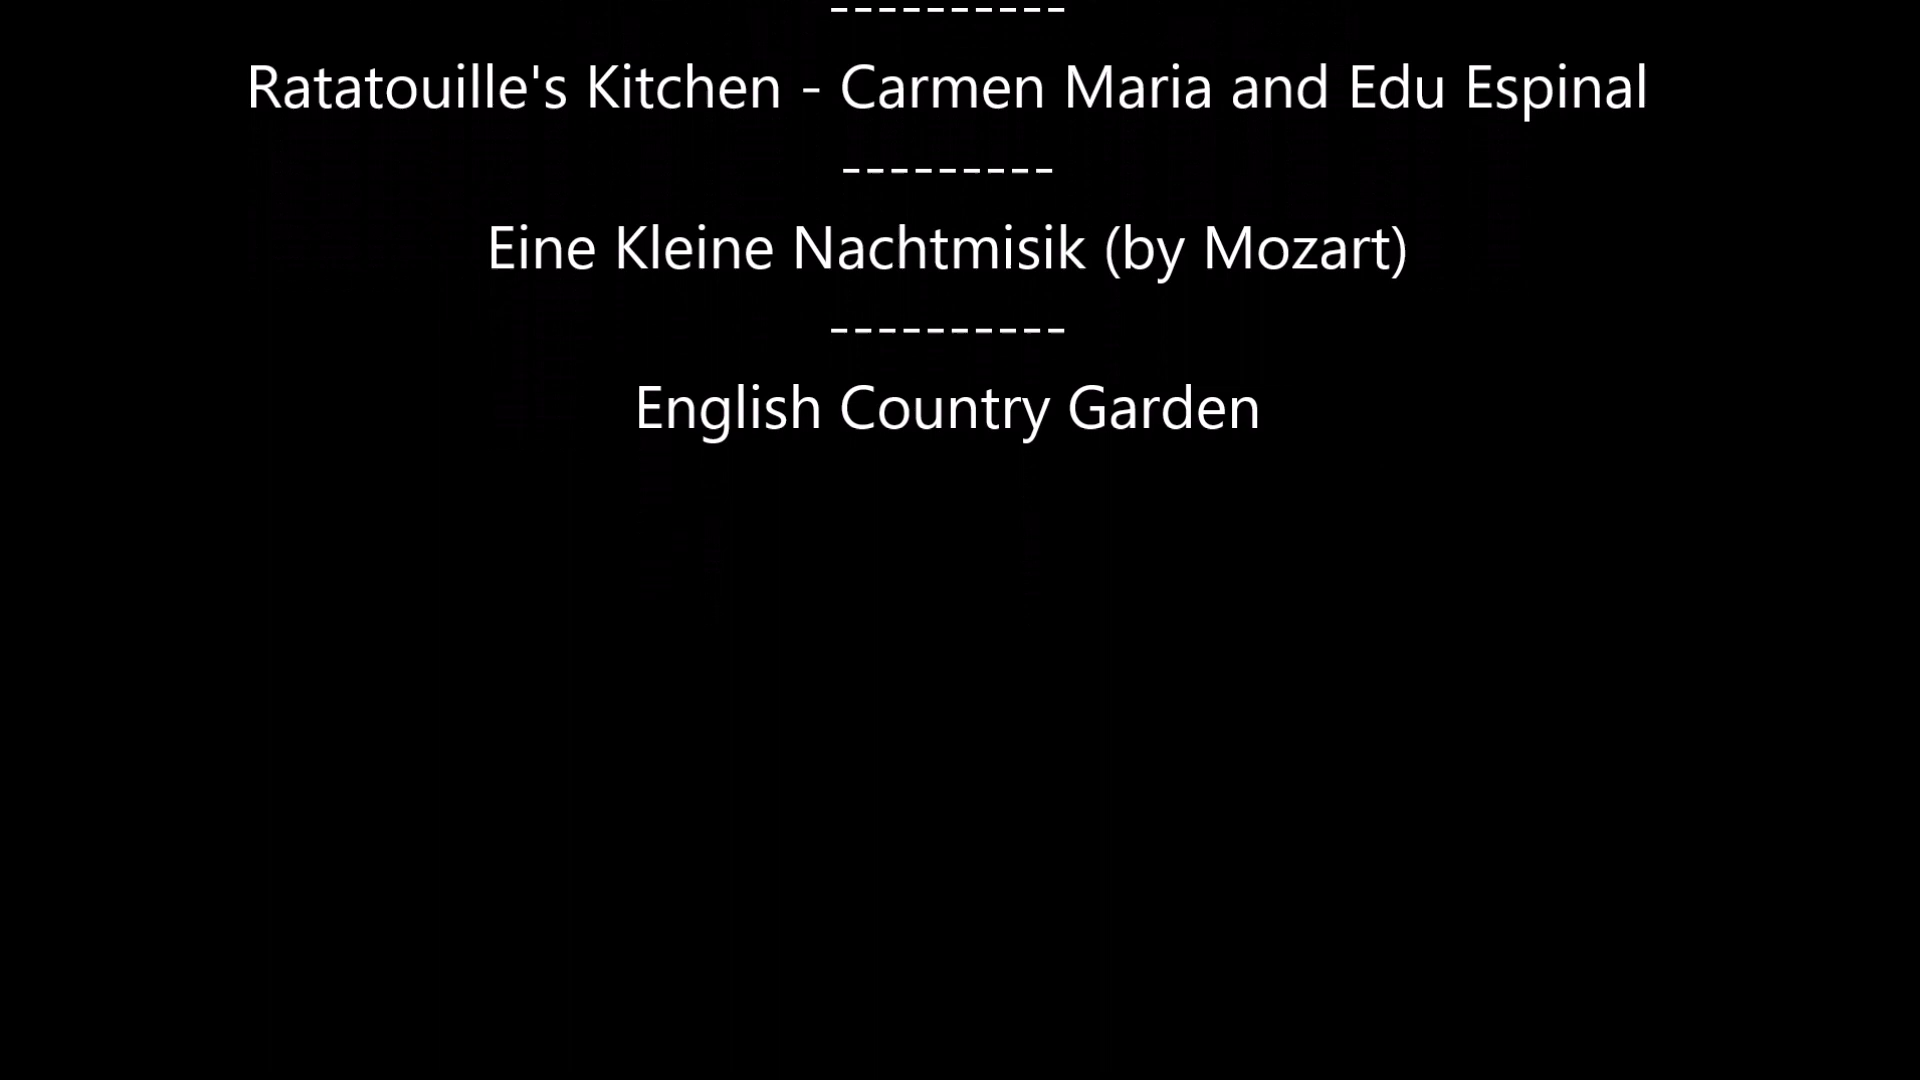 ----------
Ratatouille's Kitchen - Carmen Maria and Edu Espinal
---------
Eine Kleine Nachtmisik (by Mozart)
----------
English Country Garden